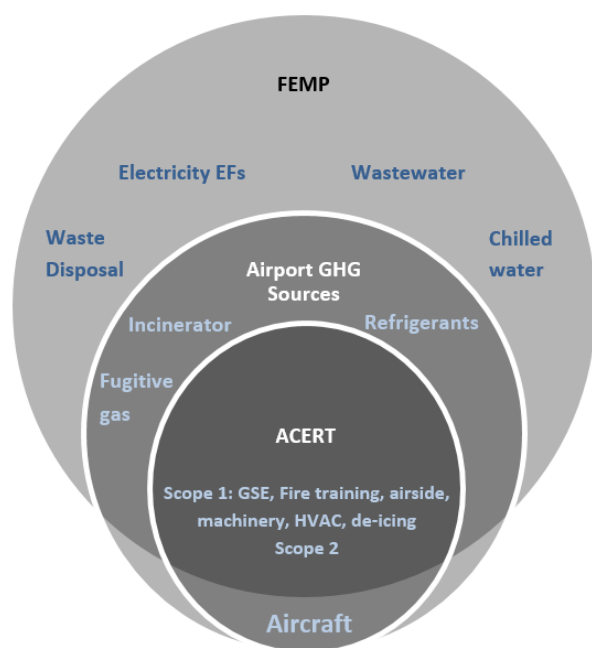 FEMP
Electricity EFs
Wastewater
Waste
Disposal
Chilled
water
Airport GHG
Sources
Incinerator
Refrigerants
Fugitive
gas
ACERT
Scope 1: GSE, Fire training, airside,
machinery, HVAC, de-icing
Scope 2
Aircraft